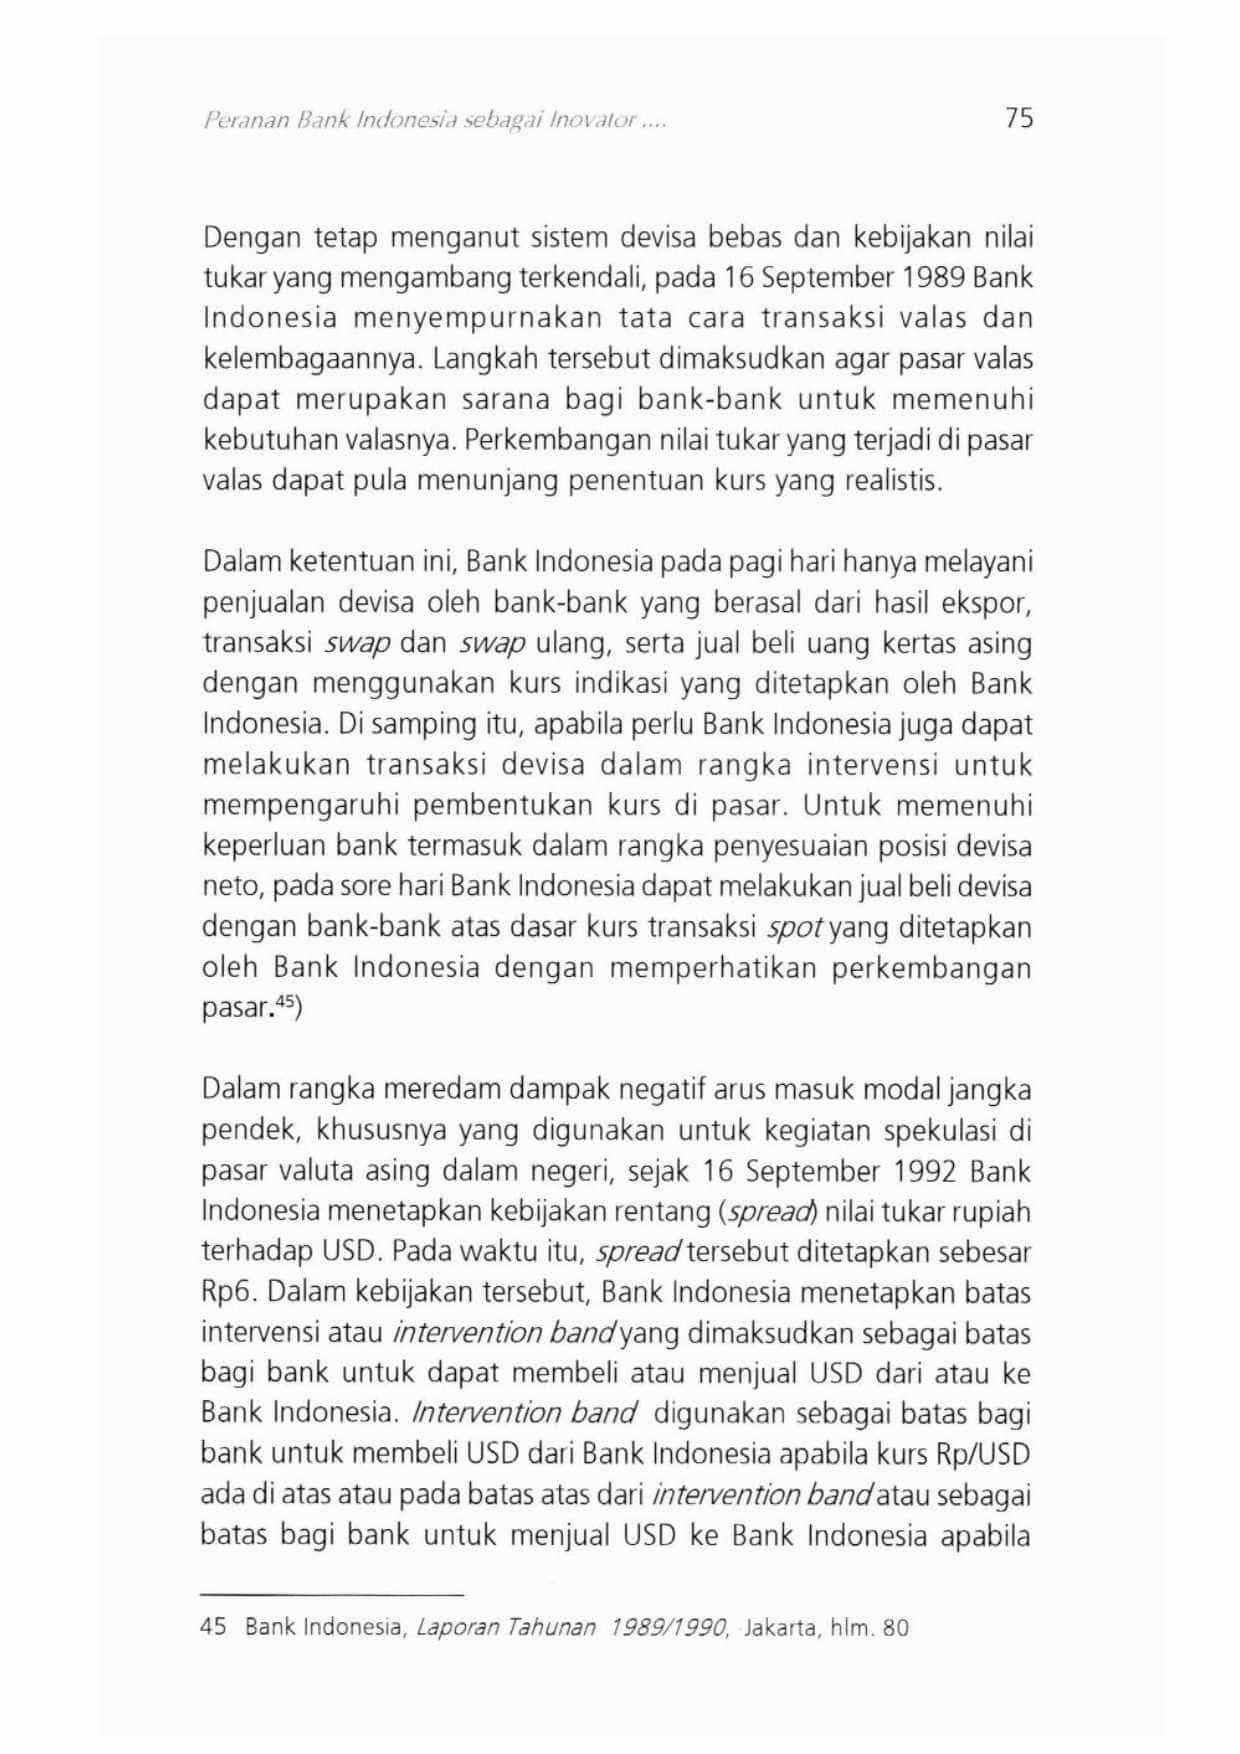 Peranan Bank Indonesia sebagai Inovator .... 75
Dengan tetap menganut sistem devisa bebas dan kebijakan nilai
tukar yang mengambang terkendali, pada 16 September 1989 Bank
Indonesia menyempurnakan tata cara transaksi valas dan
kelembagaannya. Langkah tersebut dimaksudkan agar pasar valas
dapat merupakan sarana bagi bank-bank untuk memenuhi
kebutuhan valasnya. Perkembangan nilai tukar yang terjadi di pasar
valas dapat pula menunjang penentuan kurs yang realistis.
Dalam ketentuan ini, Bank Indonesia pada pagi hari hanya melayani
penjualan devisa oleh bank-bank yang berasal dari hasil ekspor,
transaksi swap dan swap ulang, serta jual beli uang kertas asing
dengan menggunakan kurs indikasi yang ditetapkan oleh Bank
Indonesia. Di samping itu, apabila perlu Bank Indonesia juga dapat
melakukan transaksi devisa dalam rangka intervensi untuk
mempengaruhi pembentukan kurs di pasar. Untuk memenuhi
keperluan bank termasuk dalam rangka penyesuaian posisi devisa
neto, pada sore hari Bank Indonesia dapat melakukan jual beli devisa
dengan bank-bank atas dasar kurs transaksi spot yang ditetapkan
oleh Bank Indonesia dengan memperhatikan perkembangan
pasar.45)
Dalam rangka meredam dampak negatif arus masuk modal jangka
pendek, khususnya yang digunakan untuk kegiatan spekulasi di
pasar valuta asing dalam negeri, sejak 16 September 1992 Bank
Indonesia menetapkan kebijakan rentang (spread) nilai tukar rupiah
terhadap USD. Pada waktu itu, spread tersebut ditetapkan sebesar
Rp6. Dalam kebijakan tersebut, Bank Indonesia menetapkan batas
intervensi atau intervention band yang dimaksudkan sebagai batas
bagi bank untuk dapat membeli atau menjual USD dari atau ke
Bank Indonesia. Intervention band digunakan sebagai batas bagi
bank untuk membeli USD dari Bank Indonesia apabila kurs Rp/USD
ada di atas atau pada batas atas dari intervention band atau sebagai
batas bagi bank untuk menjual USD ke Bank Indonesia apabila
45 Bank Indonesia, Laporan Tahunan 1989/1990, Jakarta, hlm. 80